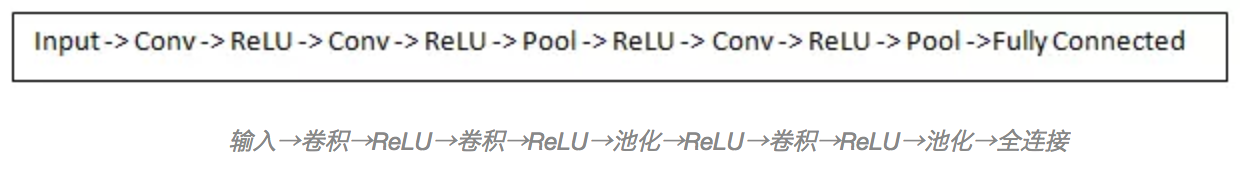 Input -> Conv -> ReLU -> Conv -> ReLU -> Pool -> ReLU -> Conv -> ReLU -> Pool ->Fully Connected
输入→卷积→ReLU→卷积→ReLU→池化→ReLU→卷积→ReLU→池化→全连接